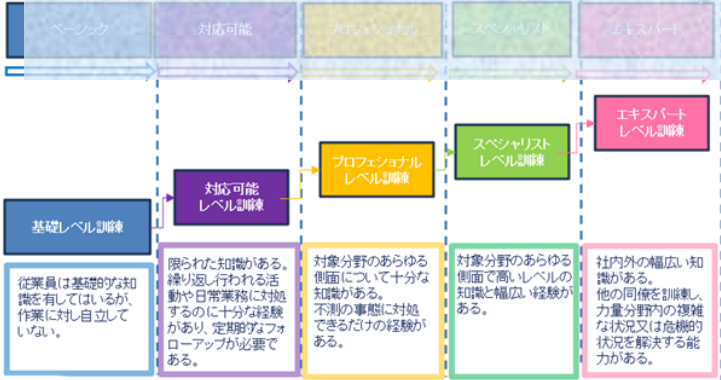 ベーシック
対応可能
プロフェショナル
スペシャリスト
エキスパート
エキスパート
レベル訓練
スペシャリスト
レベル訓練
プロフェショナル
レベル訓練
対応可能
レベル訓練
基礎レベル訓練
従業員は基礎的な知
識を有してはいるが、
作業に対し自立して
いない。
限られた知識がある。
繰り返し行われる活
動や日常業務に対処
するのに十分な経験
があり、定期的なフォ
ローアップが必要で
ある。
対象分野のあらゆる
側面について十分な
知識がある。
不測の事態に対処
できるだけの経験が
ある。
対象分野のあらゆる
側面で高いレベルの
知識と幅広い経験が
ある。
社内外の幅広い知
識がある。
他の同僚を訓練し、
力量分野内の複雑
な状況又は危機的
状況を解決する能
力がある。